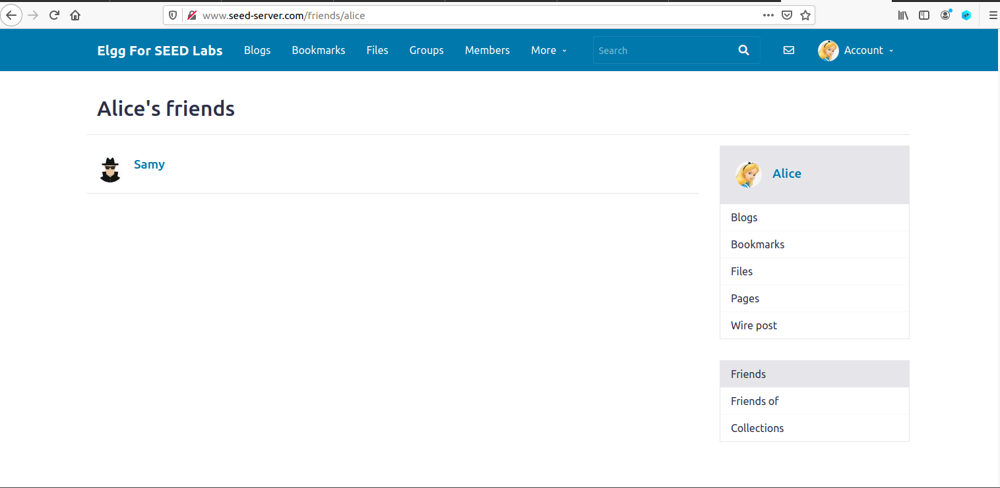 www.seed-server.com/friends/alice
Elgg For SEED Labs Blogs Bookmarks Files Groups Members More Search Account
Alice's friends
Samy
Alice
Blogs
Bookmarks
Files
Pages
Wire post
Friends
Friends of
Collections